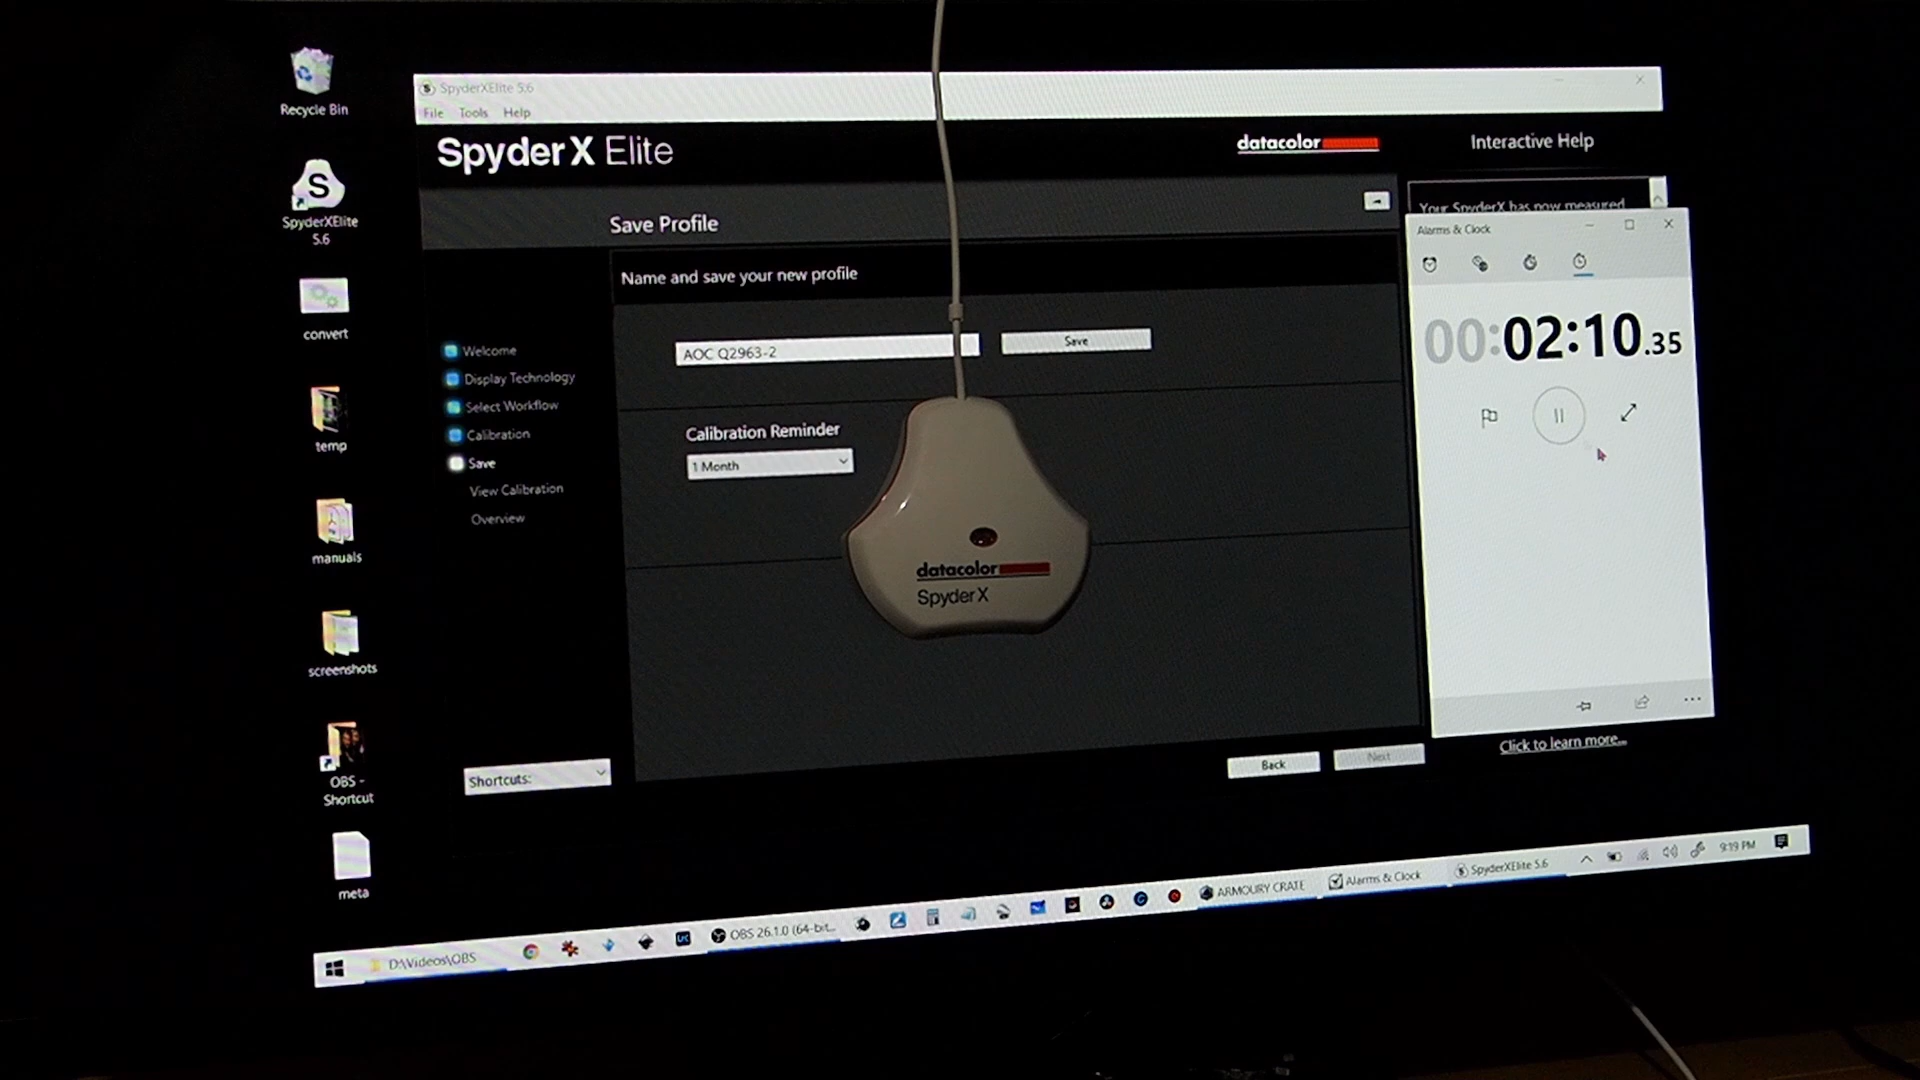 Recycle Bin
SpyderXElite
5.6
convert
temp
manuals
screenshots
OBS -
Shortcut
meta
SpyderXElite 5.6
File Tools Help
Spyder X Elite
datacolor
Interactive Help
Save Profile
Your SpyderX has now measured
Name and save your new profile
AOC Q2963-2
Save
Calibration Reminder
1 Month
Welcome
Display Technology
Select Workflow
Calibration
Save
View Calibration
Overview
Shortcuts:
Back
Next
Click to learn more...
Alarms & Clock
00:02:10.35
datacolor
Spyder X
D:\Videos\OBS
OBS 26.1.0 (64-bit...
ARMOURY CRATE
Alarms & Clock
SpyderXElite 5.6
9:19 PM